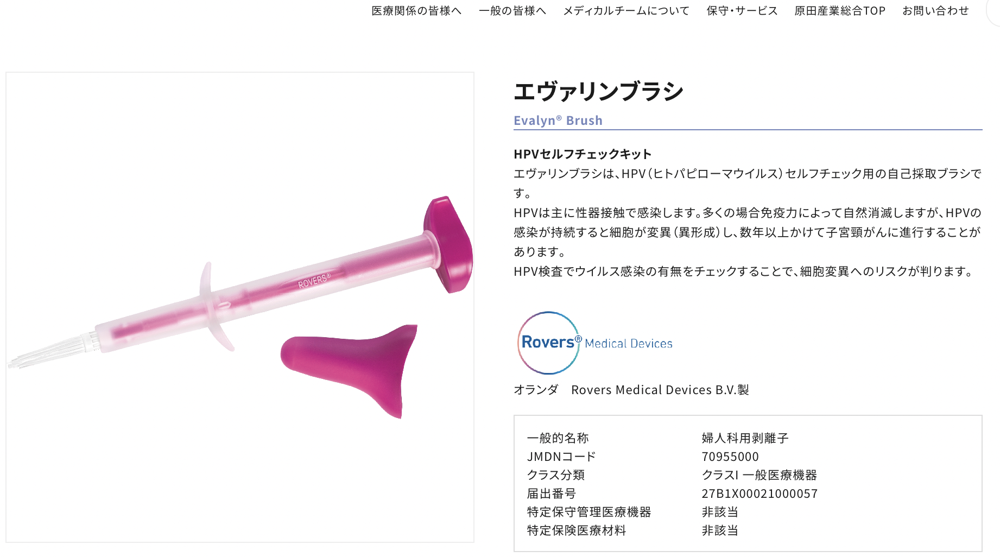 医療関係の皆様へ 一般の皆様へ メディカルチームについて 保守・サービス 原田産業総合TOP お問い合わせ
エヴァリンブラシ
Evalyn® Brush
HPVセルフチェックキット
エヴァリンブラシは、HPV（ヒトパピローマウイルス）セルフチェック用の自己採取ブラシで
す。
HPVは主に性器接触で感染します。多くの場合免疫力によって自然消滅しますが、HPVの
感染が持続すると細胞が変異（異形成）し、数年以上かけて子宮頸がんに進行することが
あります。
HPV検査でウイルス感染の有無をチェックすることで、細胞変異へのリスクが判ります。
ROVERS®
Rovers® Medical Devices
オランダ　Rovers Medical Devices B.V.製
一般的名称 婦人科用剥離子
JMDNコード 70955000
クラス分類 クラスI 一般医療機器
届出番号 27B1X00021000057
特定保守管理医療機器 非該当
特定保険医療材料 非該当